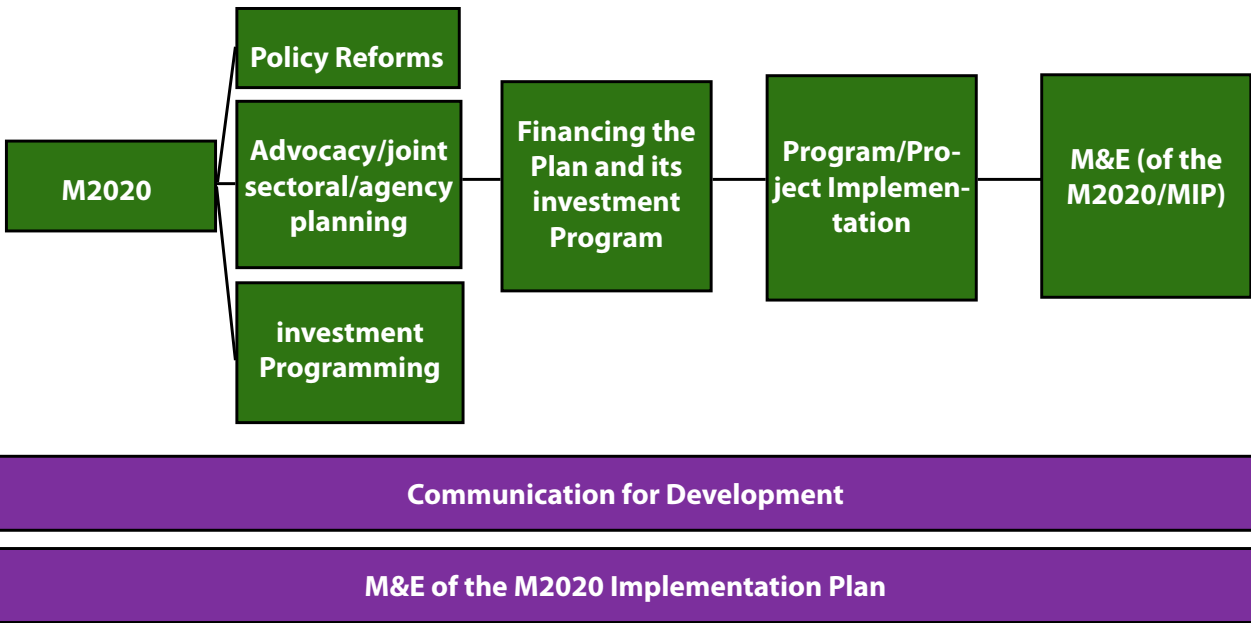 M2020
Policy Reforms
Advocacy/joint
sectoral/agency
planning
investment
Programming
Financing the
Plan and its
investment
Program
Program/Pro-
ject Implemen-
tation
M&E (of the
M2020/MIP)
Communication for Development
M&E of the M2020 Implementation Plan